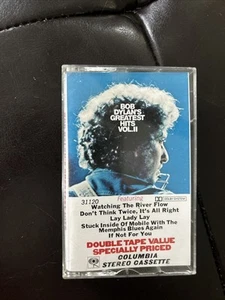 BOB
DYLAN'S
GREATEST
HITS
VOL.II
31120
Featuring
Watching The River Flow
Don't Think Twice, It's All Right
Lay Lady Lay
Stuck Inside Of Mobile With The
Memphis Blues Again
If Not For You
DOUBLE TAPE VALUE
SPECIALLY PRICED
COLUMBIA
STEREO CASSETTE